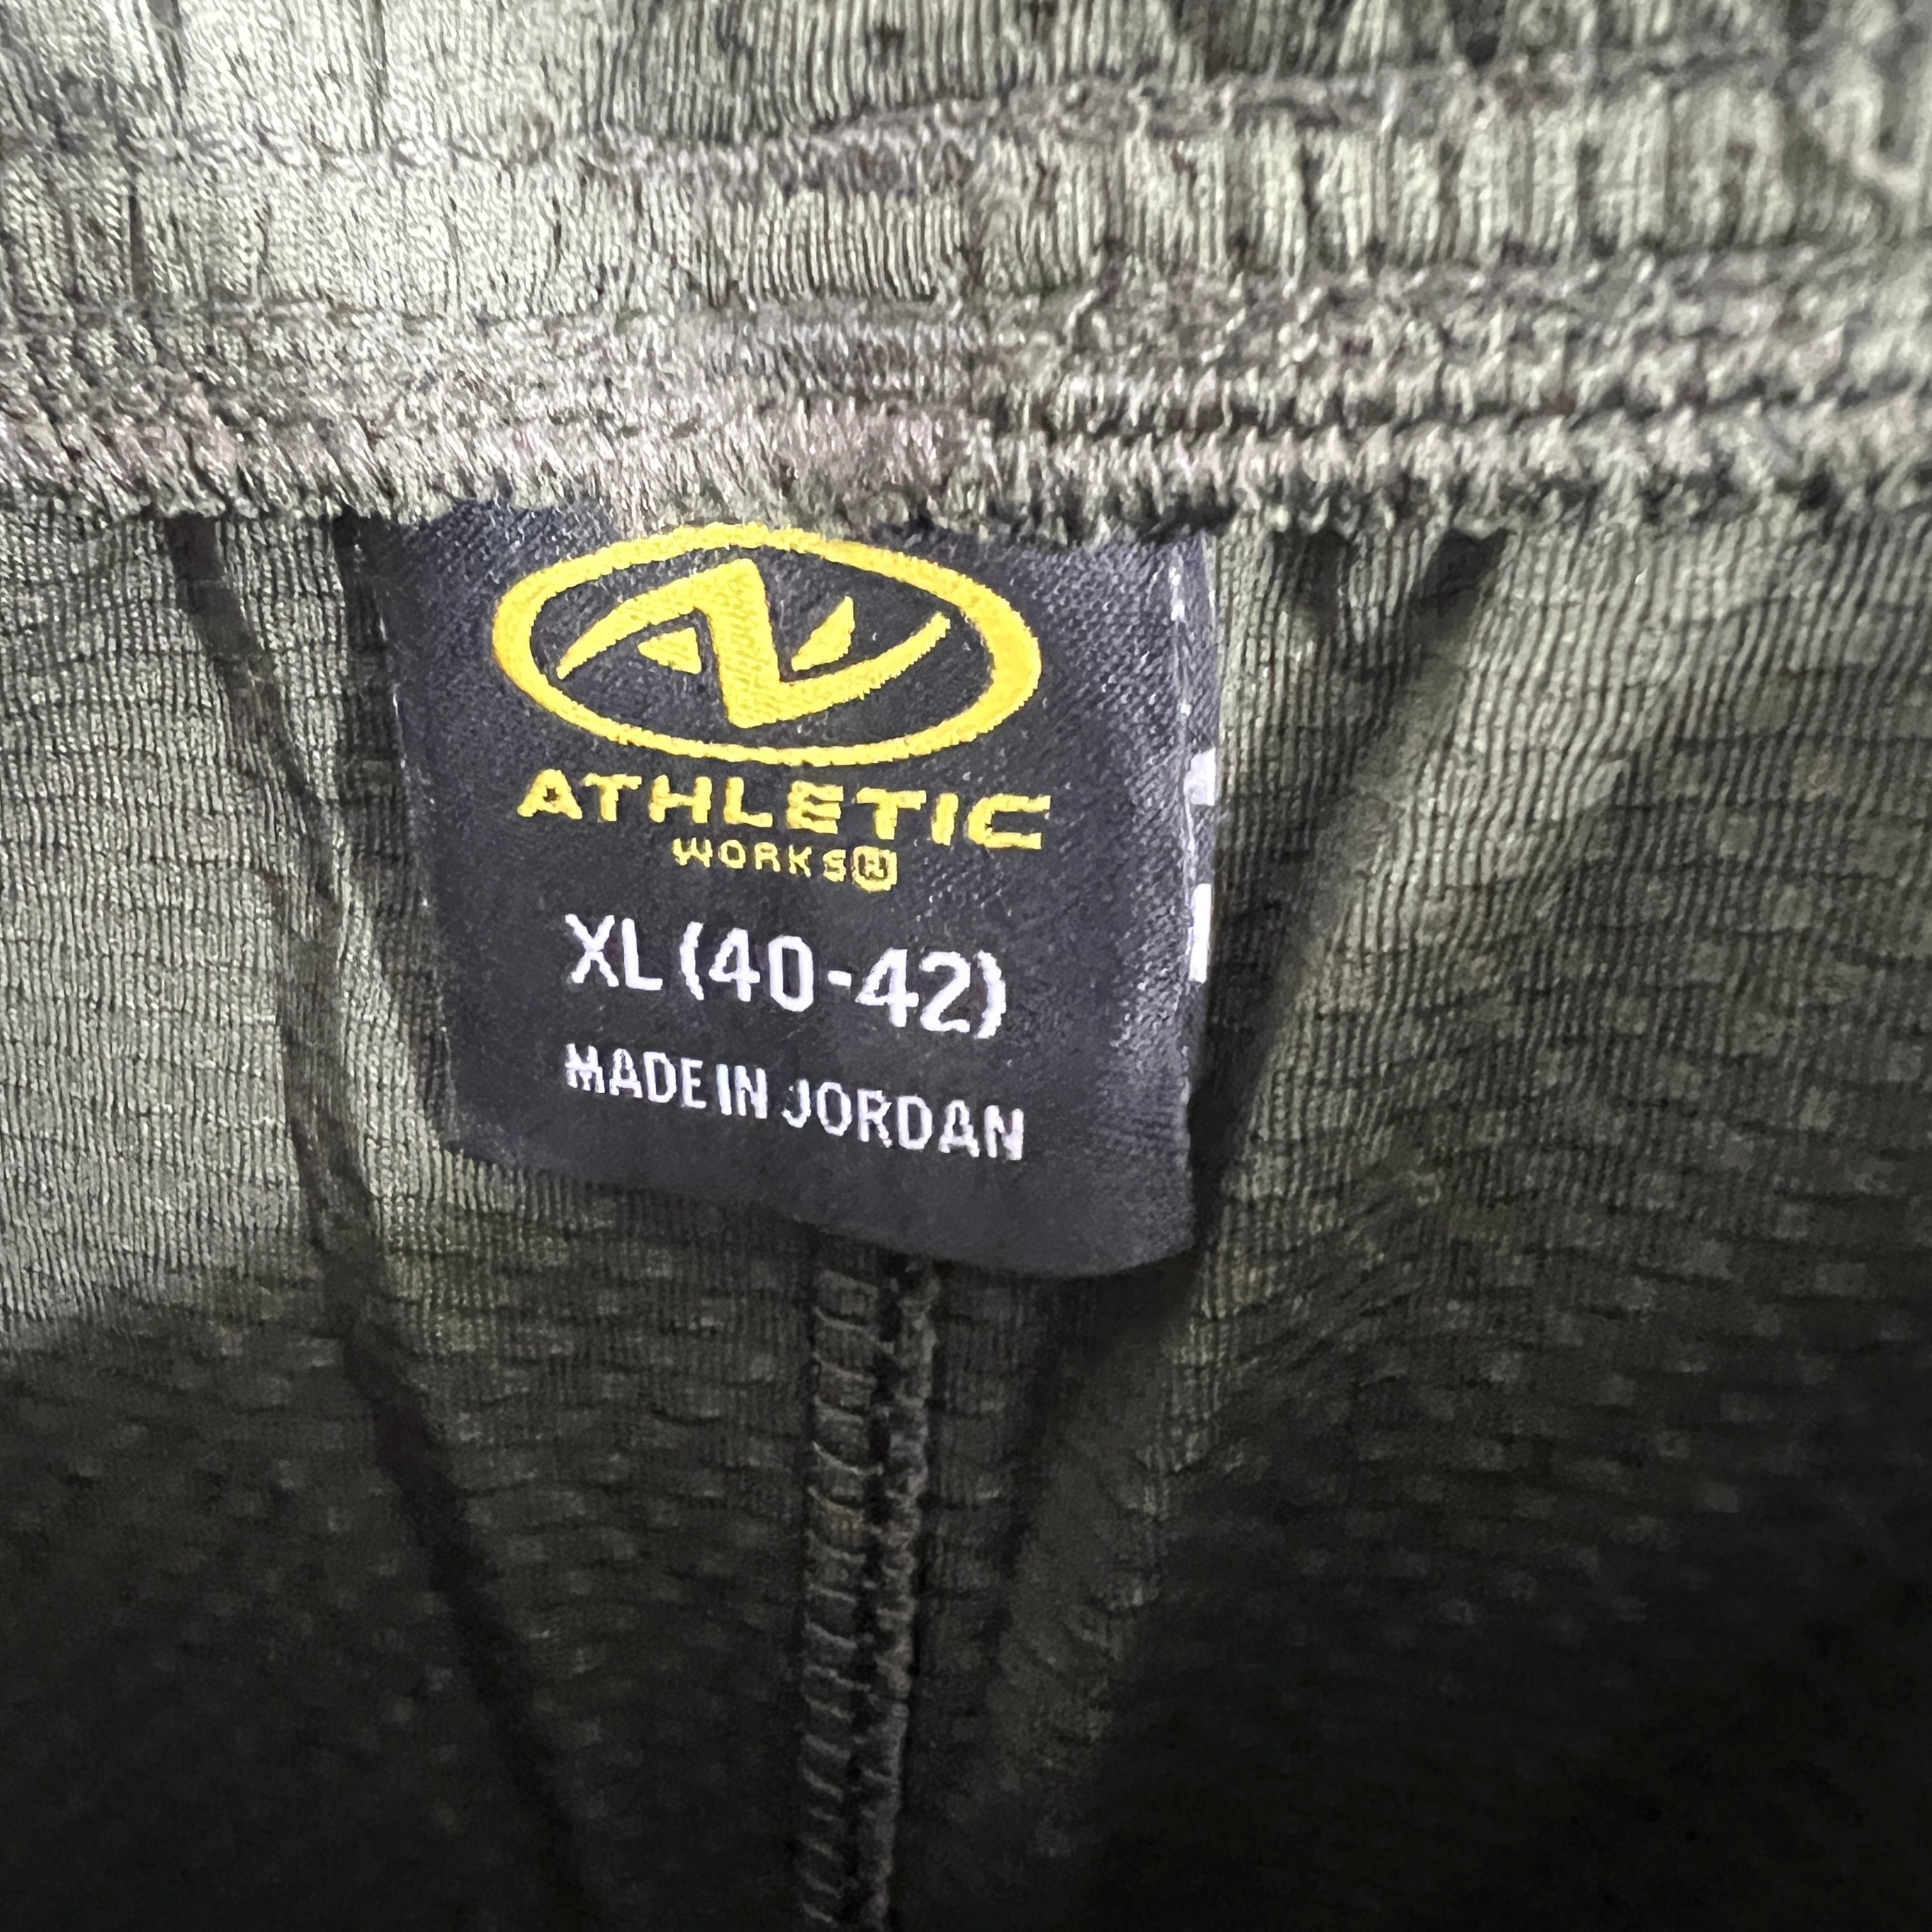 ATHLETIC
WORKS®
XL (40-42)
MADE IN JORDAN